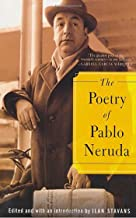 The
Poetry
of
Pablo
Neruda
Edited and with an introduction by ILAN STAVANS